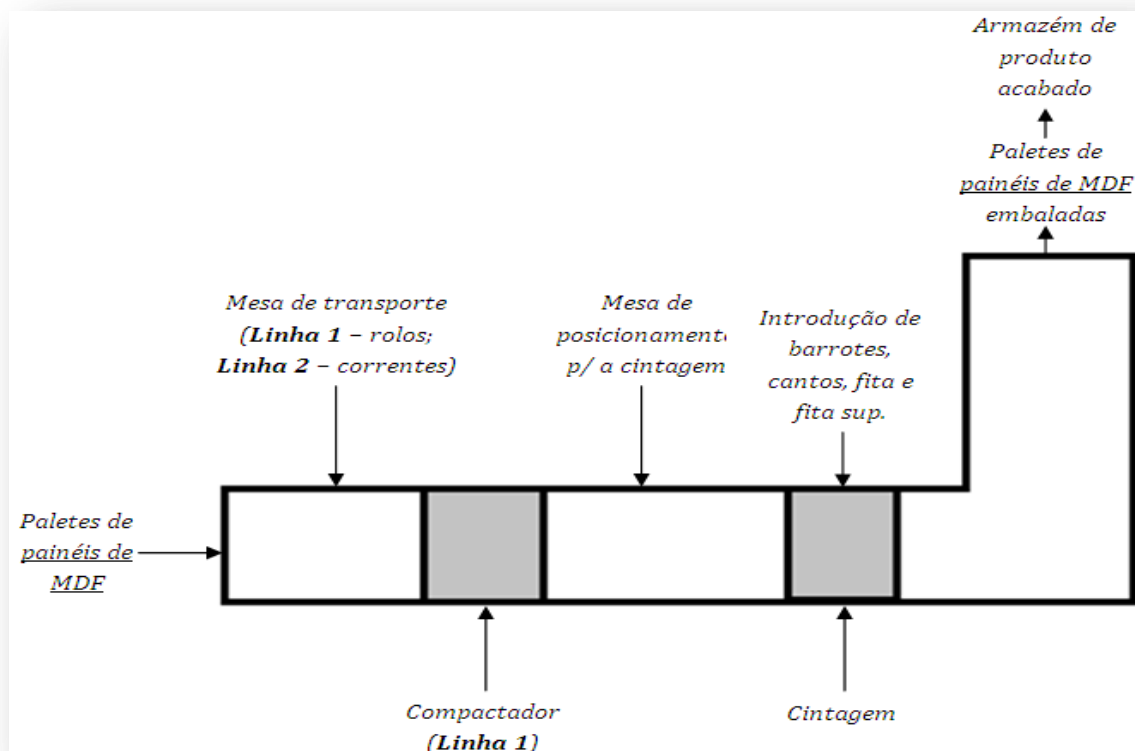 Armazém de
produto
acabado
Paletes de
painéis de MDF
embaladas
Mesa de transporte
(Linha 1 – rolos;
Linha 2 – correntes)
Mesa de
posicionament
p/ a cintagem
Introdução de
barrotes,
cantos, fita e
fita sup.
Paletes de
painéis de
MDF
Compactador
(Linha 1)
Cintagem